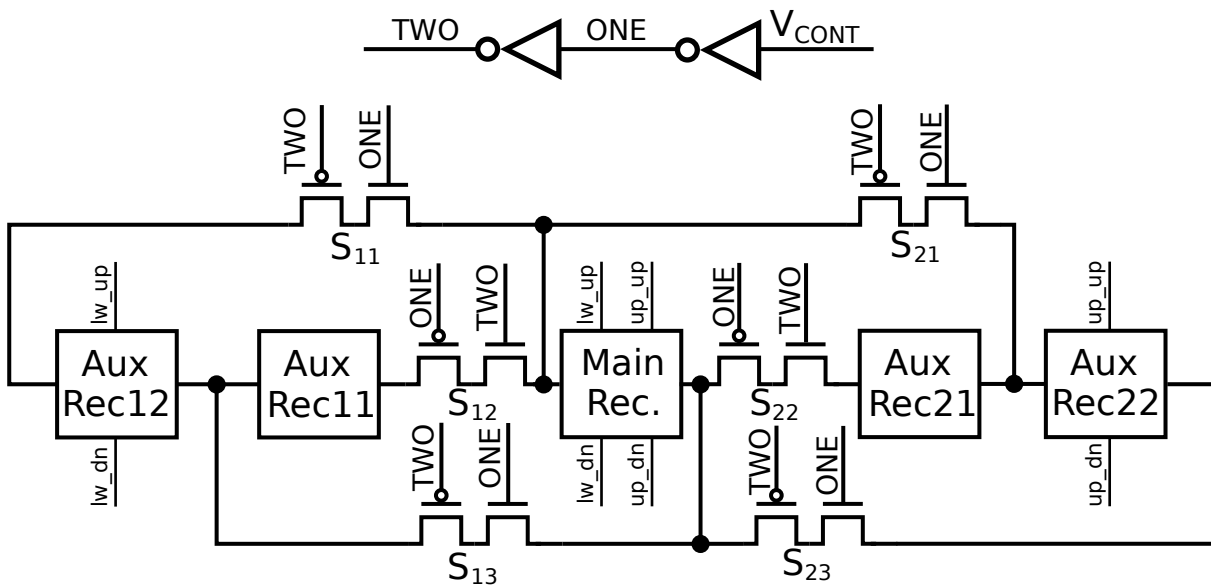 TWO ONE V_CONT
TWO ONE TWO ONE
S11 S21
lw_up ONE TWO lw_up up_up ONE TWO up_up
Aux Aux Main Aux Aux
Rec12 Rec11 Rec. Rec21 Rec22
S12 S22
lw_dn TWO ONE lw_dn up_dn TWO ONE up_dn
S13 S23